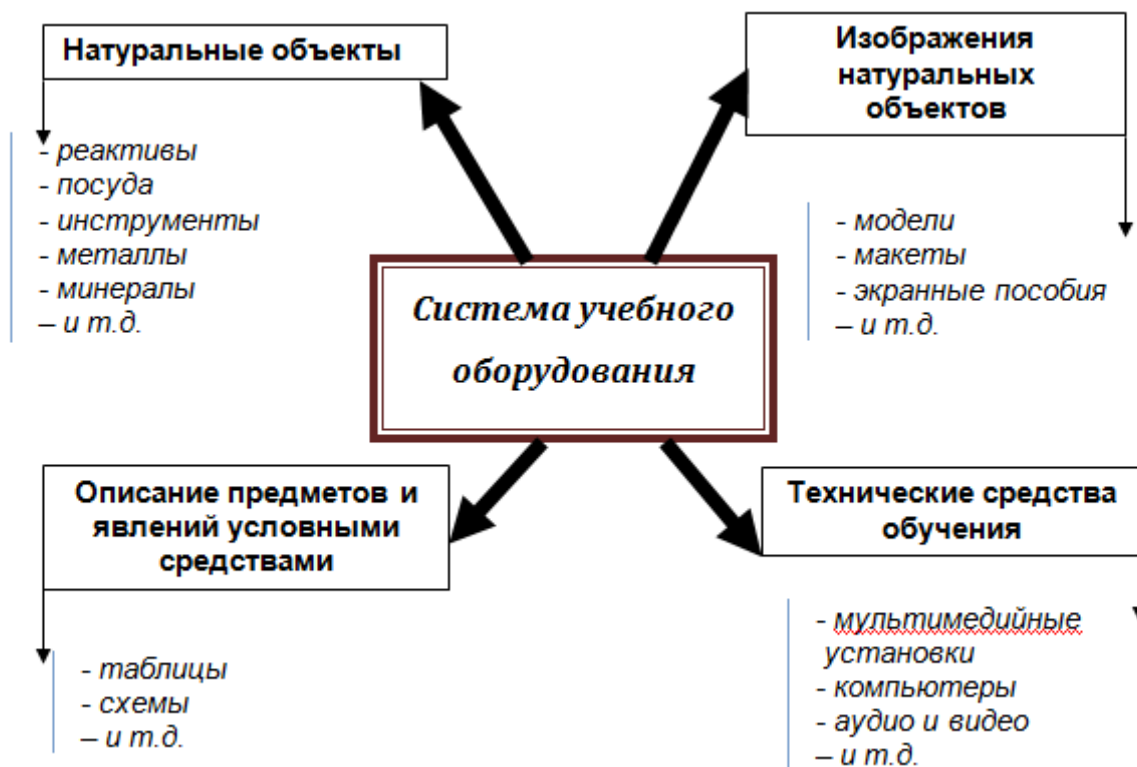 Натуральные объекты
- реактивы
- посуда
- инструменты
- металлы
- минералы
– и т.д.
Изображения
натуральных
объектов
- модели
- макеты
- экранные пособия
– и т.д.
Система учебного
оборудования
Описание предметов и
явлений условными
средствами
- таблицы
- схемы
– и т.д.
Технические средства
обучения
- мультимедийные
установки
- компьютеры
- аудио и видео
– и т.д.